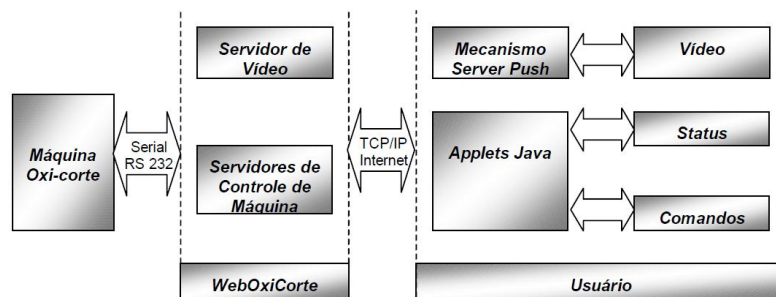 Servidor de
Vídeo
Mecanismo
Server Push
Vídeo
Máquina
Oxi-corte
Serial
RS 232
Servidores de
Controle de
Máquina
TCP/IP
Internet
Applets Java
Status
Comandos
WebOxiCorte
Usuário